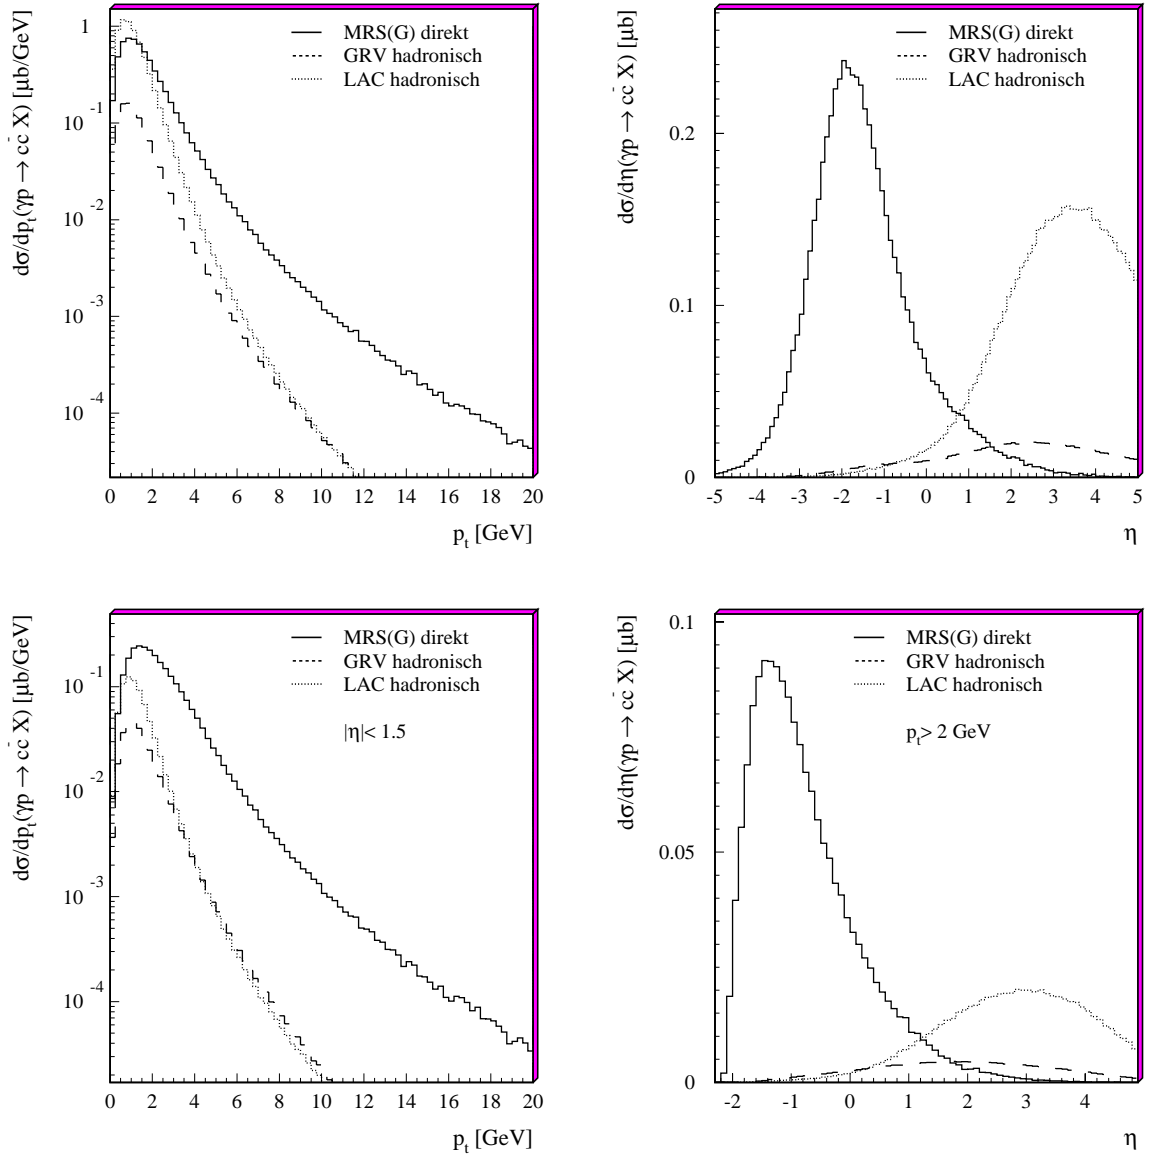 dσ/dp_t(γp → cc̄ X) [μb/GeV]
1
10^-1
10^-2
10^-3
10^-4
MRS(G) direkt
GRV hadronisch
LAC hadronisch
0 2 4 6 8 10 12 14 16 18 20
p_t [GeV]
dσ/dη(γp → cc̄ X) [μb]
0.2
0.1
0
MRS(G) direkt
GRV hadronisch
LAC hadronisch
-5 -4 -3 -2 -1 0 1 2 3 4 5
η
dσ/dp_t(γp → cc̄ X) [μb/GeV]
10^-1
10^-2
10^-3
10^-4
MRS(G) direkt
GRV hadronisch
LAC hadronisch
|η|< 1.5
0 2 4 6 8 10 12 14 16 18 20
p_t [GeV]
dσ/dη(γp → cc̄ X) [μb]
0.1
0.05
0
MRS(G) direkt
GRV hadronisch
LAC hadronisch
p_t> 2 GeV
-2 -1 0 1 2 3 4
η